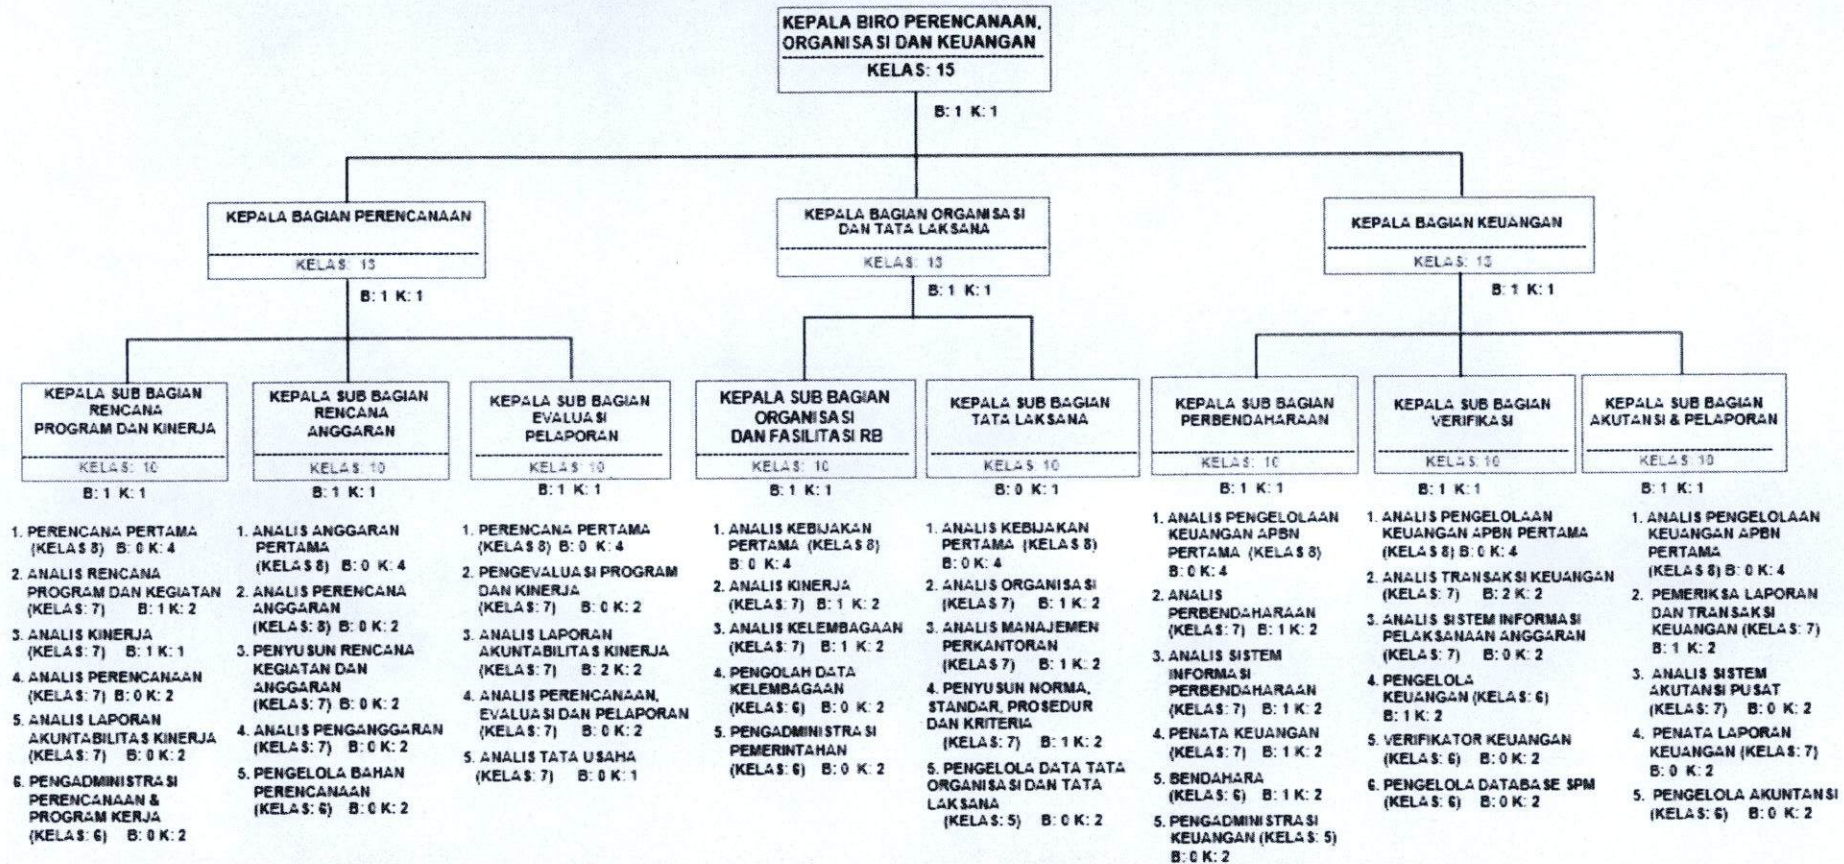 KEPALA BIRO PERENCANAAN,
ORGANISASI DAN KEUANGAN
KELAS: 15
B: 1 K: 1
KEPALA BAGIAN PERENCANAAN
KELAS: 13
B: 1 K: 1
KEPALA BAGIAN ORGANISASI
DAN TATA LAKSANA
KELAS: 13
B: 1 K: 1
KEPALA BAGIAN KEUANGAN
KELAS: 13
B: 1 K: 1
KEPALA SUB BAGIAN
RENCANA
PROGRAM DAN KINERJA
KELAS: 10
B: 1 K: 1
1. PERENCANA PERTAMA
(KELAS 8) B: 0 K: 4
2. ANALIS RENCANA
PROGRAM DAN KEGIATAN
(KELAS: 7) B: 1 K: 2
3. ANALIS KINERJA
(KELAS: 7) B: 1 K: 1
4. ANALIS PERENCANAAN
(KELAS: 7) B: 0 K: 2
5. ANALIS LAPORAN
AKUNTABILITAS KINERJA
(KELAS: 7) B: 0 K: 2
6. PENGADMINISTRASI
PERENCANAAN &
PROGRAM KERJA
(KELAS: 6) B: 0 K: 2
KEPALA SUB BAGIAN
RENCANA
ANGGARAN
KELAS: 10
B: 1 K: 1
1. ANALIS ANGGARAN
PERTAMA
(KELAS 8) B: 0 K: 4
2. ANALIS PERENCANA
ANGGARAN
(KELAS: 8) B: 0 K: 2
3. PENYUSUN RENCANA
KEGIATAN DAN
ANGGARAN
(KELAS: 7) B: 0 K: 2
4. ANALIS PENGANGGARAN
(KELAS: 7) B: 0 K: 2
5. PENGELOLA BAHAN
PERENCANAAN
(KELAS: 6) B: 0 K: 2
KEPALA SUB BAGIAN
EVALUASI
PELAPORAN
KELAS: 10
B: 1 K: 1
1. PERENCANA PERTAMA
(KELAS 8) B: 0 K: 4
2. PENGEVALUASI PROGRAM
DAN KINERJA
(KELAS: 7) B: 0 K: 2
3. ANALIS LAPORAN
AKUNTABILITAS KINERJA
(KELAS: 7) B: 2 K: 2
4. ANALIS PERENCANAAN,
EVALUASI DAN PELAPORAN
(KELAS: 7) B: 0 K: 2
5. ANALIS TATA USAHA
(KELAS: 7) B: 0 K: 1
KEPALA SUB BAGIAN
ORGANISASI
DAN FASILITASI RB
KELAS: 10
B: 1 K: 1
1. ANALIS KEBIJAKAN
PERTAMA (KELAS 8)
B: 0 K: 4
2. ANALIS KINERJA
(KELAS: 7) B: 1 K: 2
3. ANALIS KELEMBAGAAN
(KELAS: 7) B: 1 K: 2
4. PENGOLAH DATA
KELEMBAGAAN
(KELAS: 6) B: 0 K: 2
5. PENGADMINISTRASI
PEMERINTAHAN
(KELAS: 6) B: 0 K: 2
KEPALA SUB BAGIAN
TATA LAKSANA
KELAS: 10
B: 0 K: 1
1. ANALIS KEBIJAKAN
PERTAMA (KELAS 8)
B: 0 K: 4
2. ANALIS ORGANISASI
(KELAS: 7) B: 1 K: 2
3. ANALIS MANAJEMEN
PERKANTORAN
(KELAS: 7) B: 1 K: 2
4. PENYUSUN NORMA,
STANDAR, PROSEDUR
DAN KRITERIA
(KELAS: 7) B: 1 K: 2
5. PENGELOLA DATA TATA
ORGANISASI DAN TATA
LAKSANA
(KELAS: 5) B: 0 K: 2
KEPALA SUB BAGIAN
PERBENDAHARAAN
KELAS: 10
B: 1 K: 1
1. ANALIS PENGELOLAAN
KEUANGAN APBN
PERTAMA (KELAS 8)
B: 0 K: 4
2. ANALIS
PERBENDAHARAAN
(KELAS: 7) B: 1 K: 2
3. ANALIS SISTEM
INFORMASI
PERBENDAHARAAN
(KELAS: 7) B: 1 K: 2
4. PENATA KEUANGAN
(KELAS: 7) B: 1 K: 2
5. BENDAHARA
(KELAS: 6) B: 1 K: 2
5. PENGADMINISTRASI
KEUANGAN (KELAS: 5)
B: 0 K: 2
KEPALA SUB BAGIAN
VERIFIKASI
KELAS: 10
B: 1 K: 1
1. ANALIS PENGELOLAAN
KEUANGAN APBN PERTAMA
(KELAS 8) B: 0 K: 4
2. ANALIS TRANSAKSI KEUANGAN
(KELAS: 7) B: 2 K: 2
3. ANALIS SISTEM INFORMASI
PELAKSANAAN ANGGARAN
(KELAS: 7) B: 0 K: 2
4. PENGELOLA
KEUANGAN (KELAS: 6)
B: 1 K: 2
5. VERIFIKATOR KEUANGAN
(KELAS: 6) B: 0 K: 2
6. PENGELOLA DATABASE SPM
(KELAS: 6) B: 0 K: 2
KEPALA SUB BAGIAN
AKUTANSI & PELAPORAN
KELAS: 10
B: 1 K: 1
1. ANALIS PENGELOLAAN
KEUANGAN APBN
PERTAMA
(KELAS 8) B: 0 K: 4
2. PEMERIKSA LAPORAN
DAN TRANSAKSI
KEUANGAN (KELAS: 7)
B: 1 K: 2
3. ANALIS SISTEM
AKUTANSI PUSAT
(KELAS: 7) B: 0 K: 2
4. PENATA LAPORAN
KEUANGAN (KELAS: 7)
B: 0 K: 2
5. PENGELOLA AKUNTANSI
(KELAS: 6) B: 0 K: 2